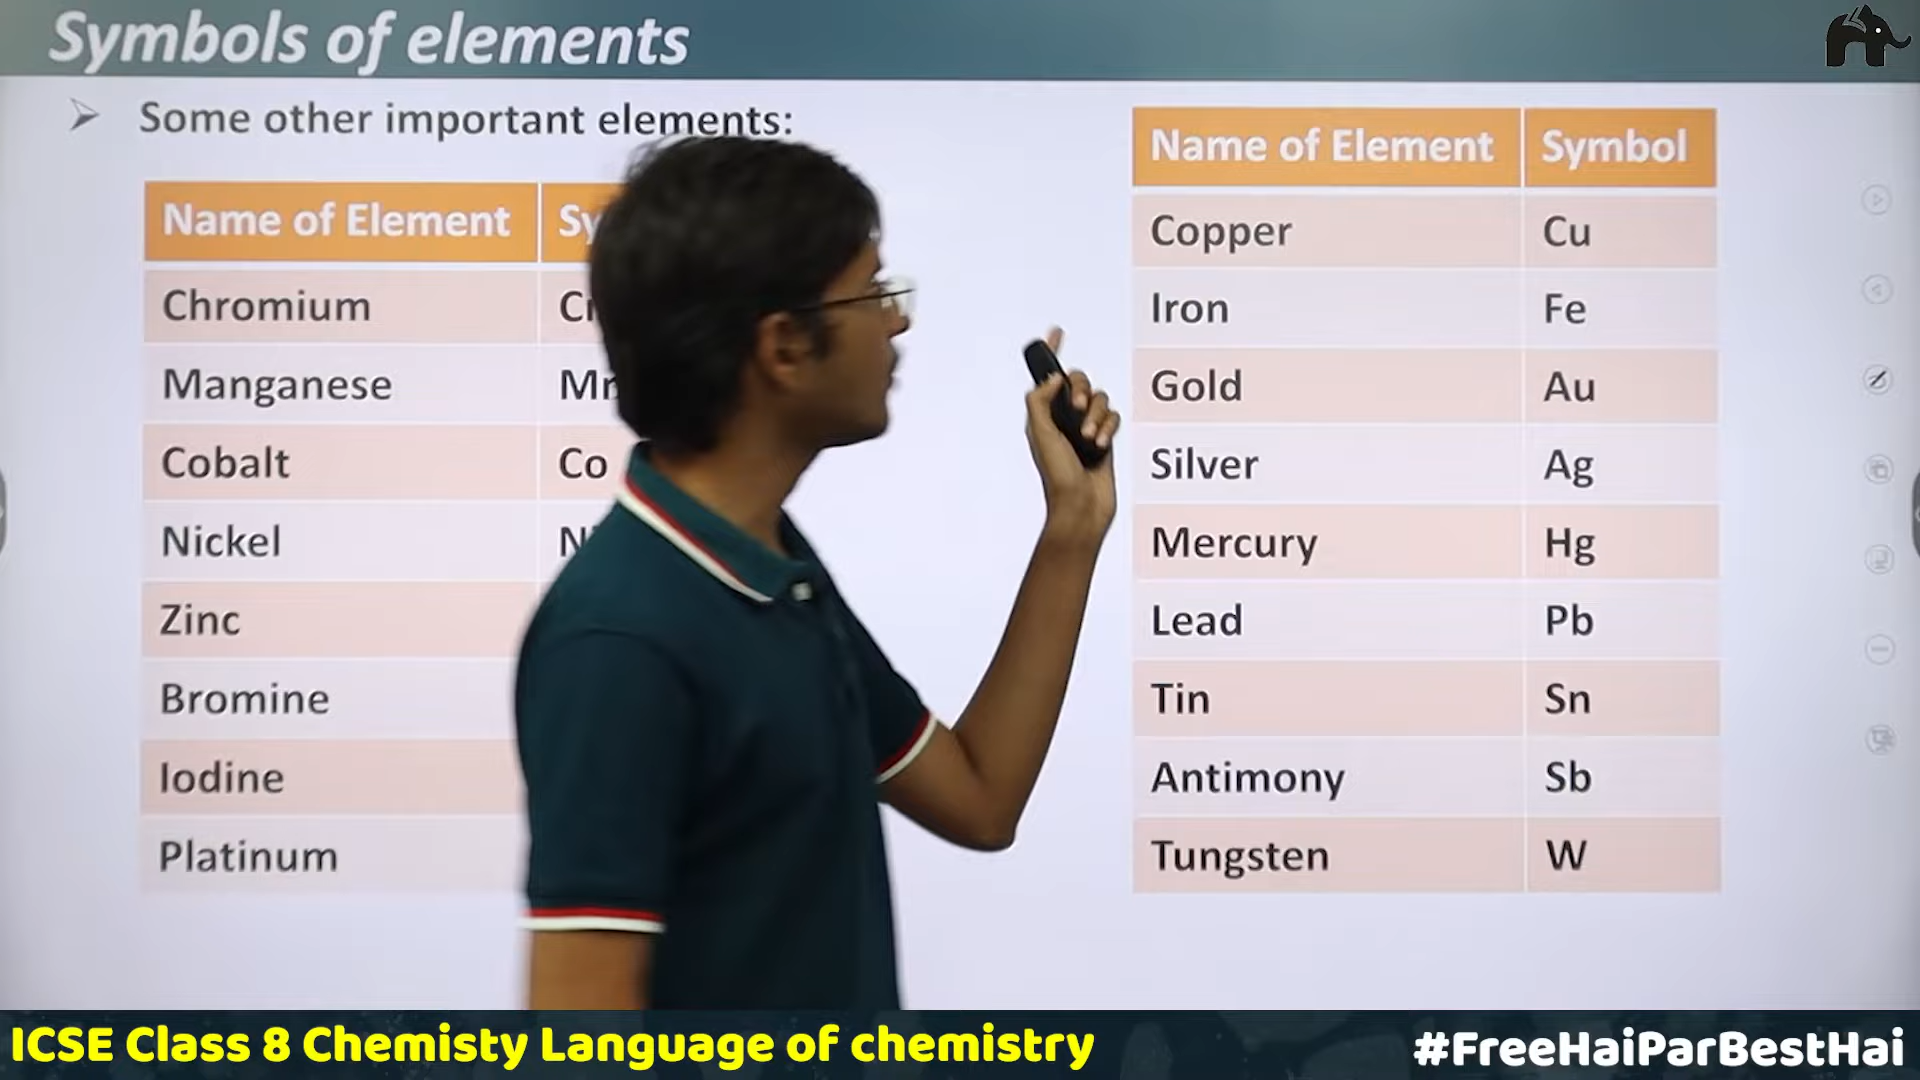 Symbols of elements
Some other important elements:
Name of Element
Chromium
Manganese
Cobalt Co
Nickel
Zinc
Bromine
Iodine
Platinum
Name of Element Symbol
Copper Cu
Iron Fe
Gold Au
Silver Ag
Mercury Hg
Lead Pb
Tin Sn
Antimony Sb
Tungsten W
ICSE Class 8 Chemisty Language of chemistry
#FreeHaiParBestHai